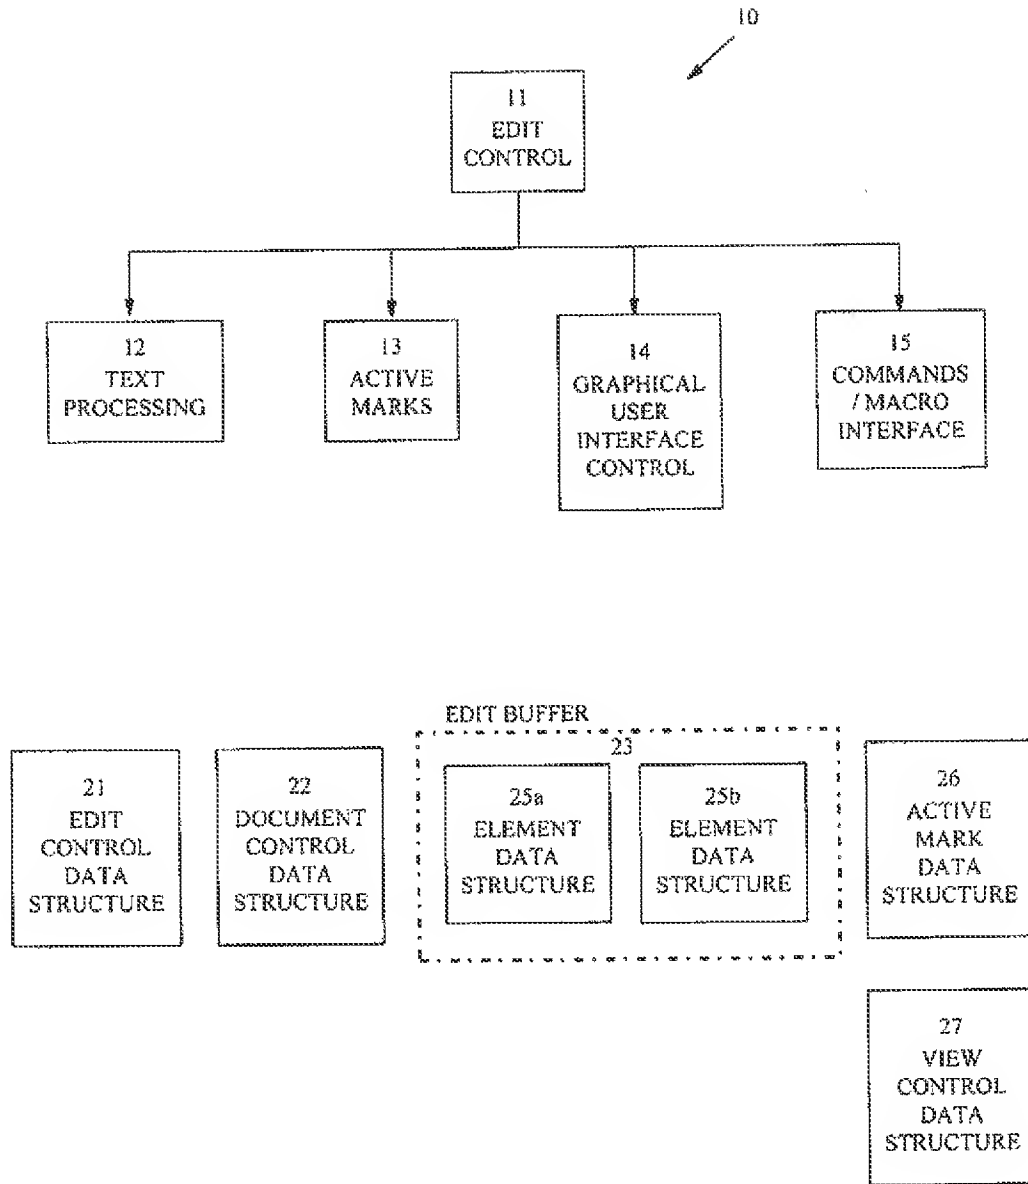 10
11
EDIT
CONTROL
12
TEXT
PROCESSING
13
ACTIVE
MARKS
14
GRAPHICAL
USER
INTERFACE
CONTROL
15
COMMANDS
/ MACRO
INTERFACE
EDIT BUFFER
23
21
EDIT
CONTROL
DATA
STRUCTURE
22
DOCUMENT
CONTROL
DATA
STRUCTURE
25a
ELEMENT
DATA
STRUCTURE
25b
ELEMENT
DATA
STRUCTURE
26
ACTIVE
MARK
DATA
STRUCTURE
27
VIEW
CONTROL
DATA
STRUCTURE